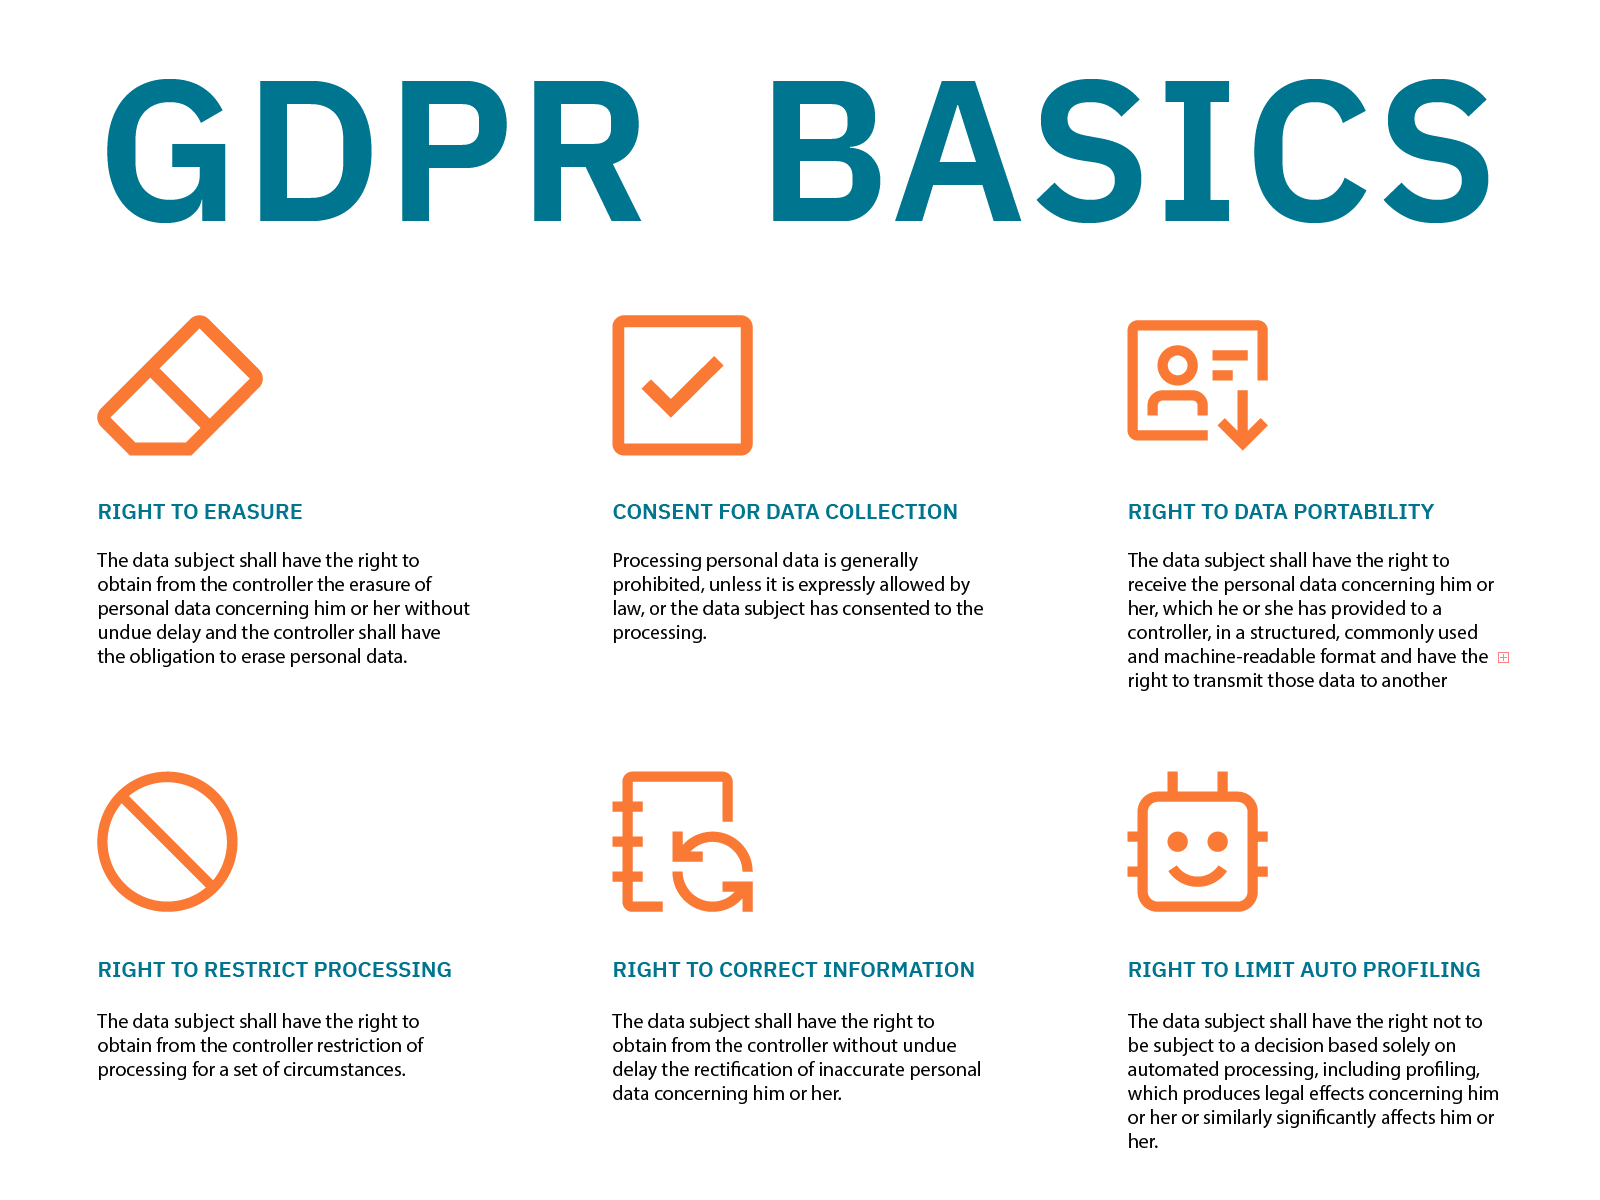 GDPR BASICS
RIGHT TO ERASURE
The data subject shall have the right to
obtain from the controller the erasure of
personal data concerning him or her without
undue delay and the controller shall have
the obligation to erase personal data.
CONSENT FOR DATA COLLECTION
Processing personal data is generally
prohibited, unless it is expressly allowed by
law, or the data subject has consented to the
processing.
RIGHT TO DATA PORTABILITY
The data subject shall have the right to
receive the personal data concerning him or
her, which he or she has provided to a
controller, in a structured, commonly used
and machine-readable format and have the
right to transmit those data to another
RIGHT TO RESTRICT PROCESSING
The data subject shall have the right to
obtain from the controller restriction of
processing for a set of circumstances.
RIGHT TO CORRECT INFORMATION
The data subject shall have the right to
obtain from the controller without undue
delay the rectification of inaccurate personal
data concerning him or her.
RIGHT TO LIMIT AUTO PROFILING
The data subject shall have the right not to
be subject to a decision based solely on
automated processing, including profiling,
which produces legal effects concerning him
or her or similarly significantly affects him or
her.